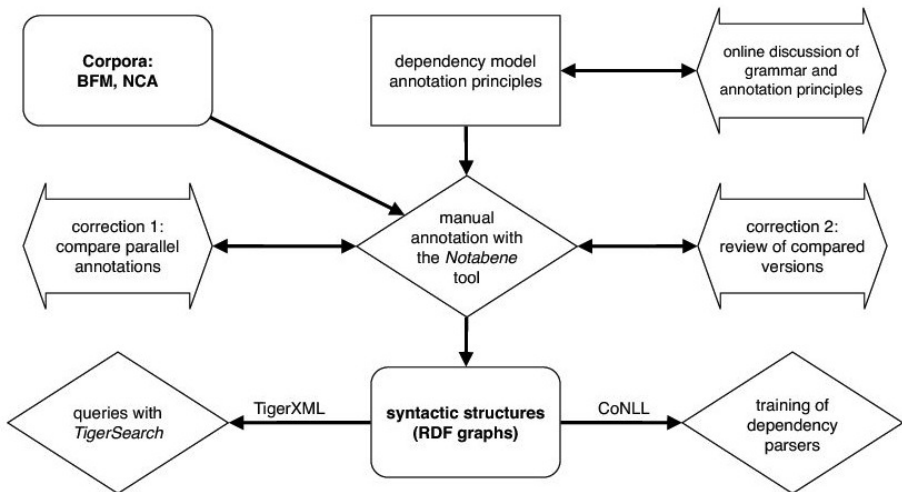 Corpora:
BFM, NCA
dependency model
annotation principles
online discussion of
grammar and
annotation principles
correction 1:
compare parallel
annotations
manual
annotation with
the Notabene
tool
correction 2:
review of compared
versions
queries with
TigerSearch
TigerXML
syntactic structures
(RDF graphs)
CoNLL
training of
dependency
parsers